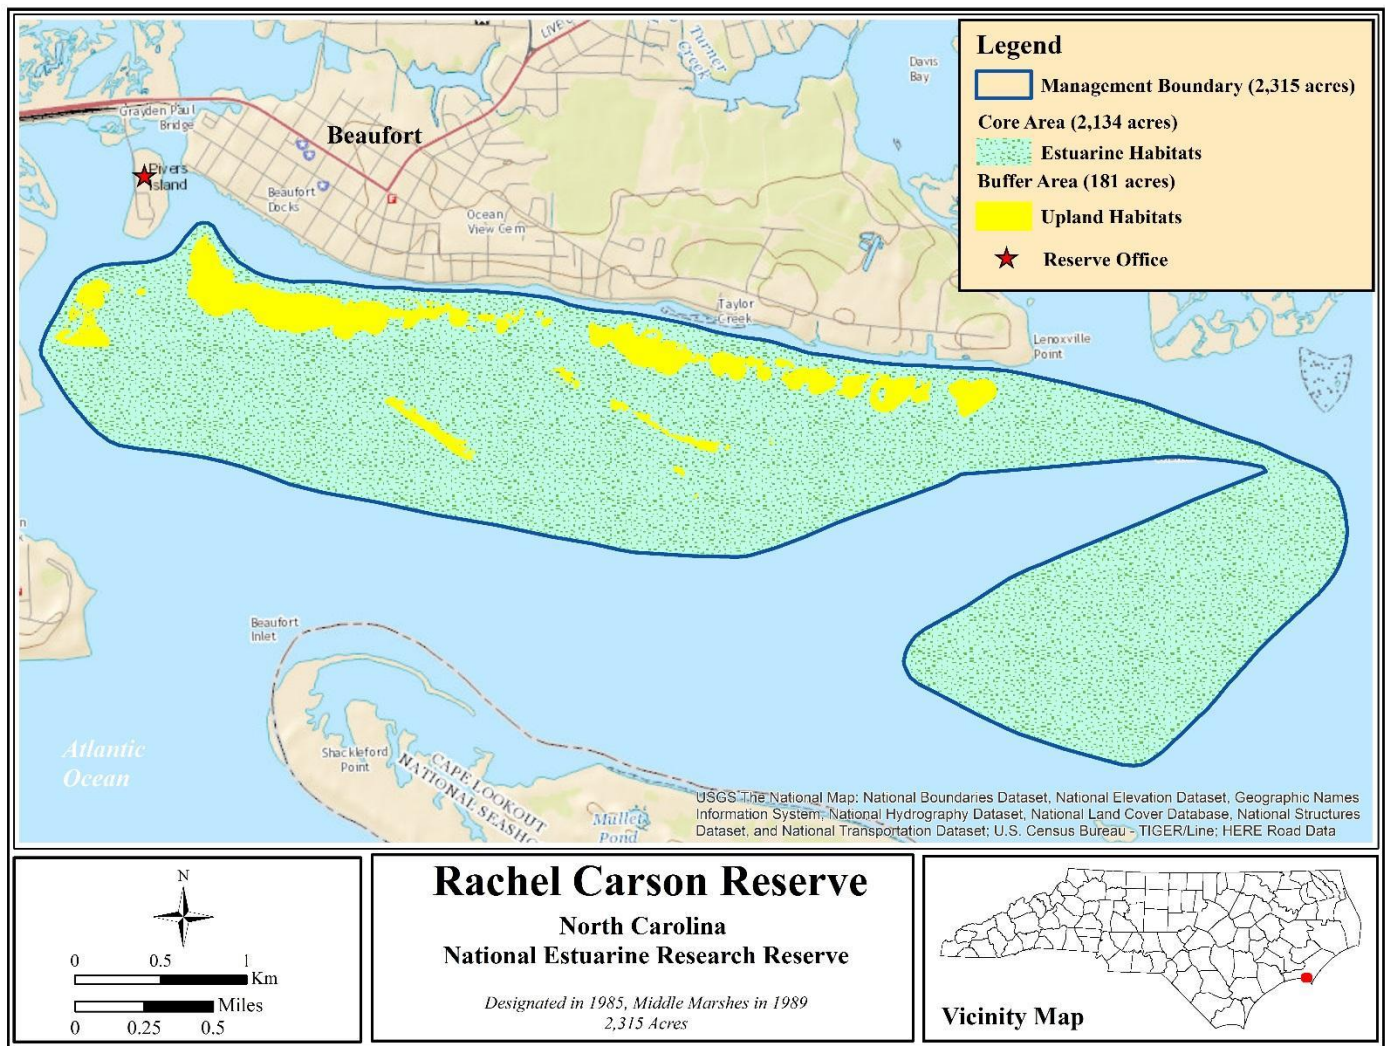 LIVE
Turner
Creek
Davis
Bay
Legend
Management Boundary (2,315 acres)
Core Area (2,134 acres)
Estuarine Habitats
Buffer Area (181 acres)
Upland Habitats
Reserve Office
Grayden Paul
Bridge
Beaufort
Pivers
Island
Beaufort
Docks
Ocean
View Cem
Taylor
Creek
Lenoxville
Point
Beaufort
Inlet
Atlantic
Ocean
Shackleford
Point
CAPE LOOKOUT
NATIONAL SEASHO
Mullet
Pond
USGS The National Map: National Boundaries Dataset, National Elevation Dataset, Geographic Names
Information System, National Hydrography Dataset, National Land Cover Database, National Structures
Dataset, and National Transportation Dataset; U.S. Census Bureau - TIGER/Line; HERE Road Data
N
0 0.5 1
Km
Miles
0 0.25 0.5
Rachel Carson Reserve
North Carolina
National Estuarine Research Reserve
Designated in 1985, Middle Marshes in 1989
2,315 Acres
Vicinity Map